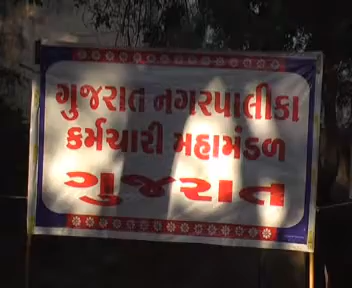 ગુજરાત નગરપાલીકા
કર્મચારી મહામંડળ
ગુજરાત